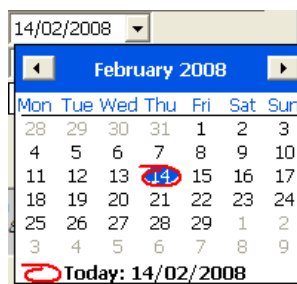 14/02/2008
February 2008
Mon Tue Wed Thu Fri Sat Sun
28 29 30 31 1 2 3
4 5 6 7 8 9 10
11 12 13 14 15 16 17
18 19 20 21 22 23 24
25 26 27 28 29 1 2
3 4 5 6 7 8 9
Today: 14/02/2008